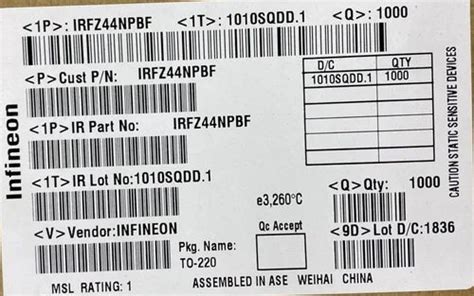 <1P>: IRFZ44NPBF <1T>: 1010SQDD.1 <Q>: 1000
<P>Cust P/N: IRFZ44NPBF
D/C QTY
1010SQDD.1 1000
<1P>IR Part No: IRFZ44NPBF
<1T>IR Lot No:1010SQDD.1
e3,260°C
<Q>Qty: 1000
<V>Vendor:INFINEON
Qc Accept
<9D> Lot D/C:1836
Pkg. Name:
TO-220
MSL RATING: 1
ASSEMBLED IN ASE WEIHAI CHINA
Infineon
CAUTION STATIC SENSITIVE DEVICES